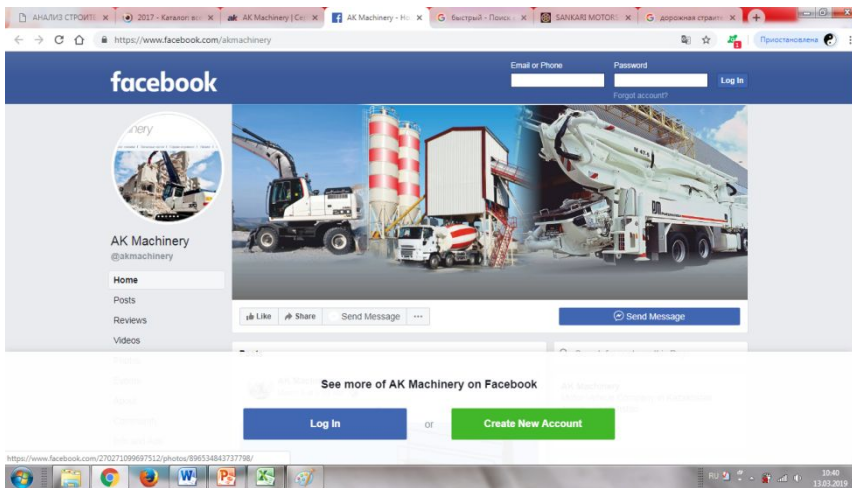 АНАЛИЗ СТРОИТЕ
2017 - Каталог: вс
AK Machinery | Ск
AK Machinery - Ho
быстрый - Поиск
SANKARI MOTORS
дорожная страте
https://www.facebook.com/akmachinery
Приостановлена
facebook
Email or Phone
Password
Log In
Forgot account?
AK Machinery
@akmachinery
Home
Posts
Reviews
Videos
Like
Share
Send Message
Send Message
See more of AK Machinery on Facebook
Log In
or
Create New Account
https://www.facebook.com/270271099697512/photos/896534843737798/
RU
10:40
13.03.2019